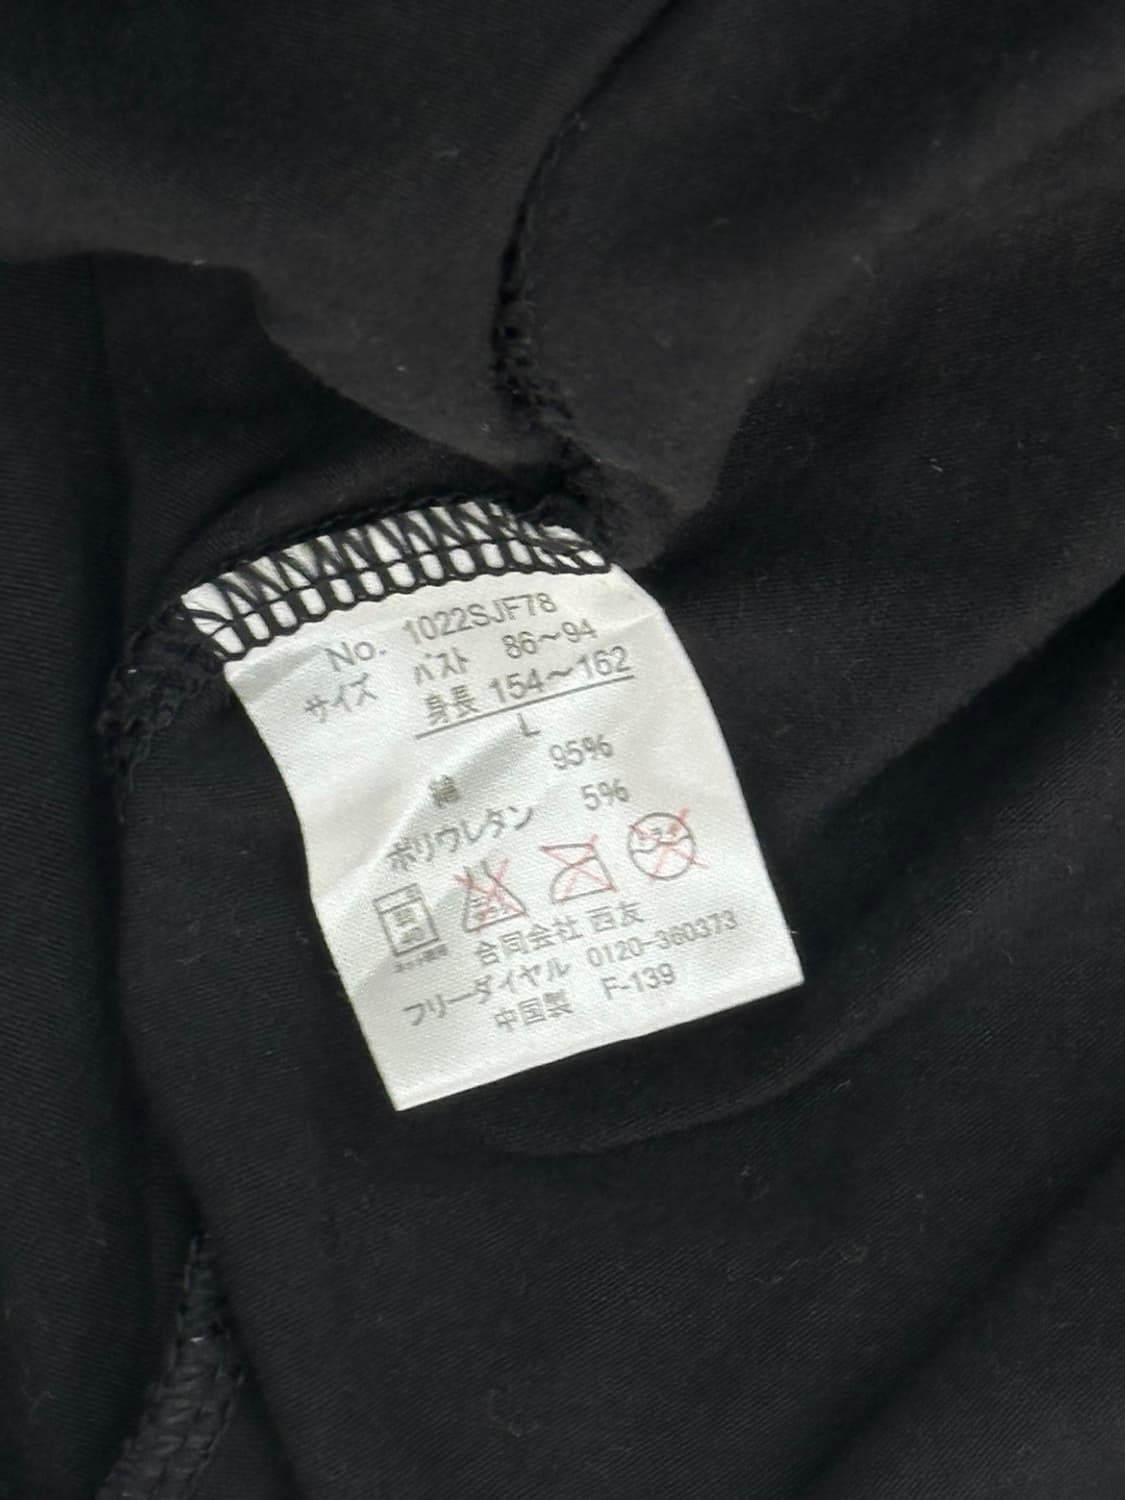 No. 1022SJF78
サイズ バスト 86~94
身長 154~162
L
綿 95%
ポリウレタン 5%
合同会社 西友
フリーダイヤル 0120-360373
中国製 F-139